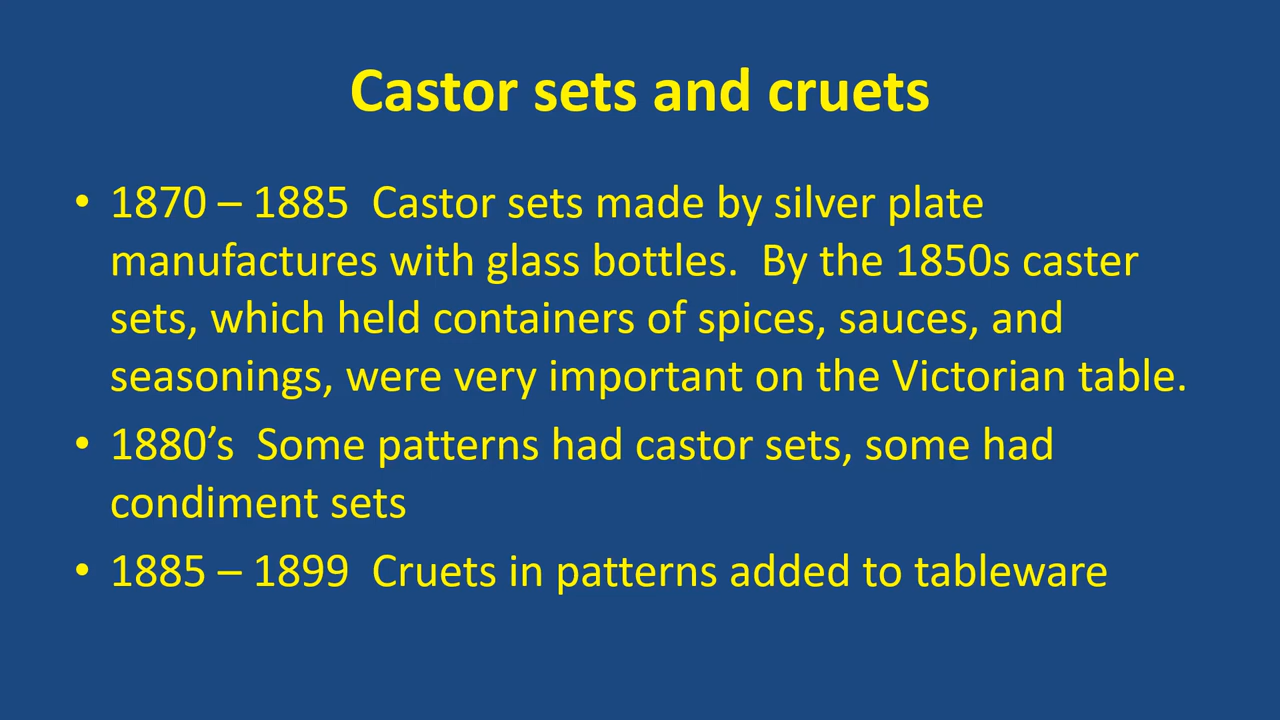 Castor sets and cruets
• 1870 – 1885  Castor sets made by silver plate
manufactures with glass bottles.  By the 1850s caster
sets, which held containers of spices, sauces, and
seasonings, were very important on the Victorian table.
• 1880’s  Some patterns had castor sets, some had
condiment sets
• 1885 – 1899  Cruets in patterns added to tableware